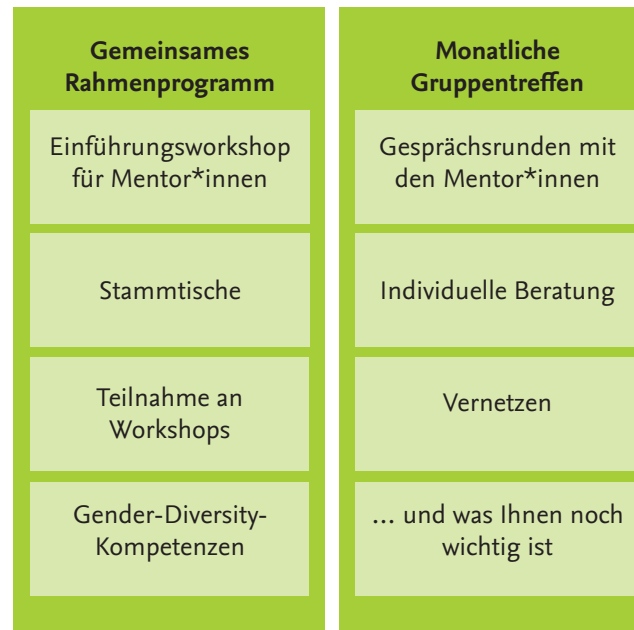 Gemeinsames
Rahmenprogramm
Einführungsworkshop
für Mentor*innen
Stammtische
Teilnahme an
Workshops
Gender-Diversity-
Kompetenzen
Monatliche
Gruppentreffen
Gesprächsrunden mit
den Mentor*innen
Individuelle Beratung
Vernetzen
... und was Ihnen noch
wichtig ist